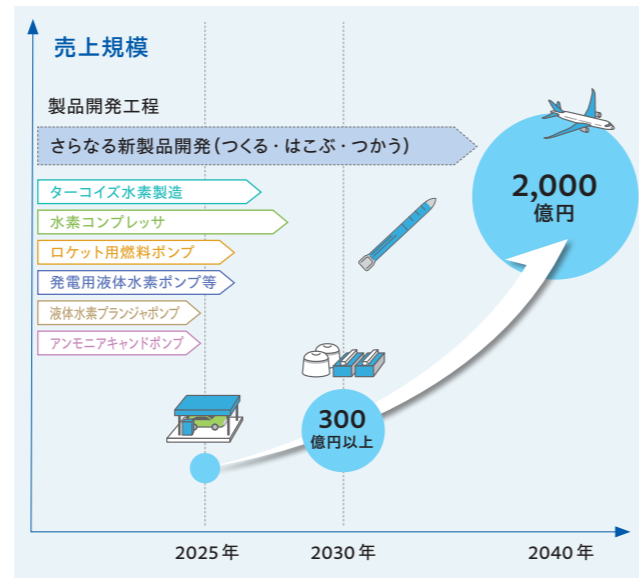 売上規模
製品開発工程
さらなる新製品開発(つくる・はこぶ・つかう)
ターコイズ水素製造
水素コンプレッサ
ロケット用燃料ポンプ
発電用液体水素ポンプ等
液体水素プランジャポンプ
アンモニアキャンドポンプ
2,000
億円
300
億円以上
2025年
2030年
2040年